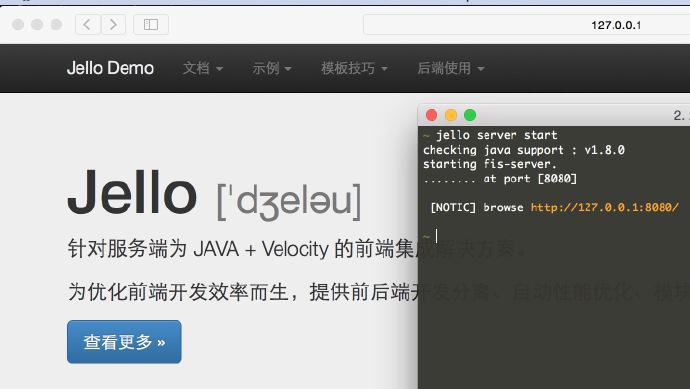 127.0.0.1
Jello Demo 文档 示例 模板技巧 后端使用
2.
~ jello server start
checking java support : v1.8.0
starting fis-server.
........ at port [8080]
[NOTIC] browse http://127.0.0.1:8080/
~
Jello [ˈdʒeləu]
针对服务端为 JAVA + Velocity 的前端集成解决方案。
为优化前端开发效率而生，提供前后端开发分离、自动性能优化、模块
查看更多 »